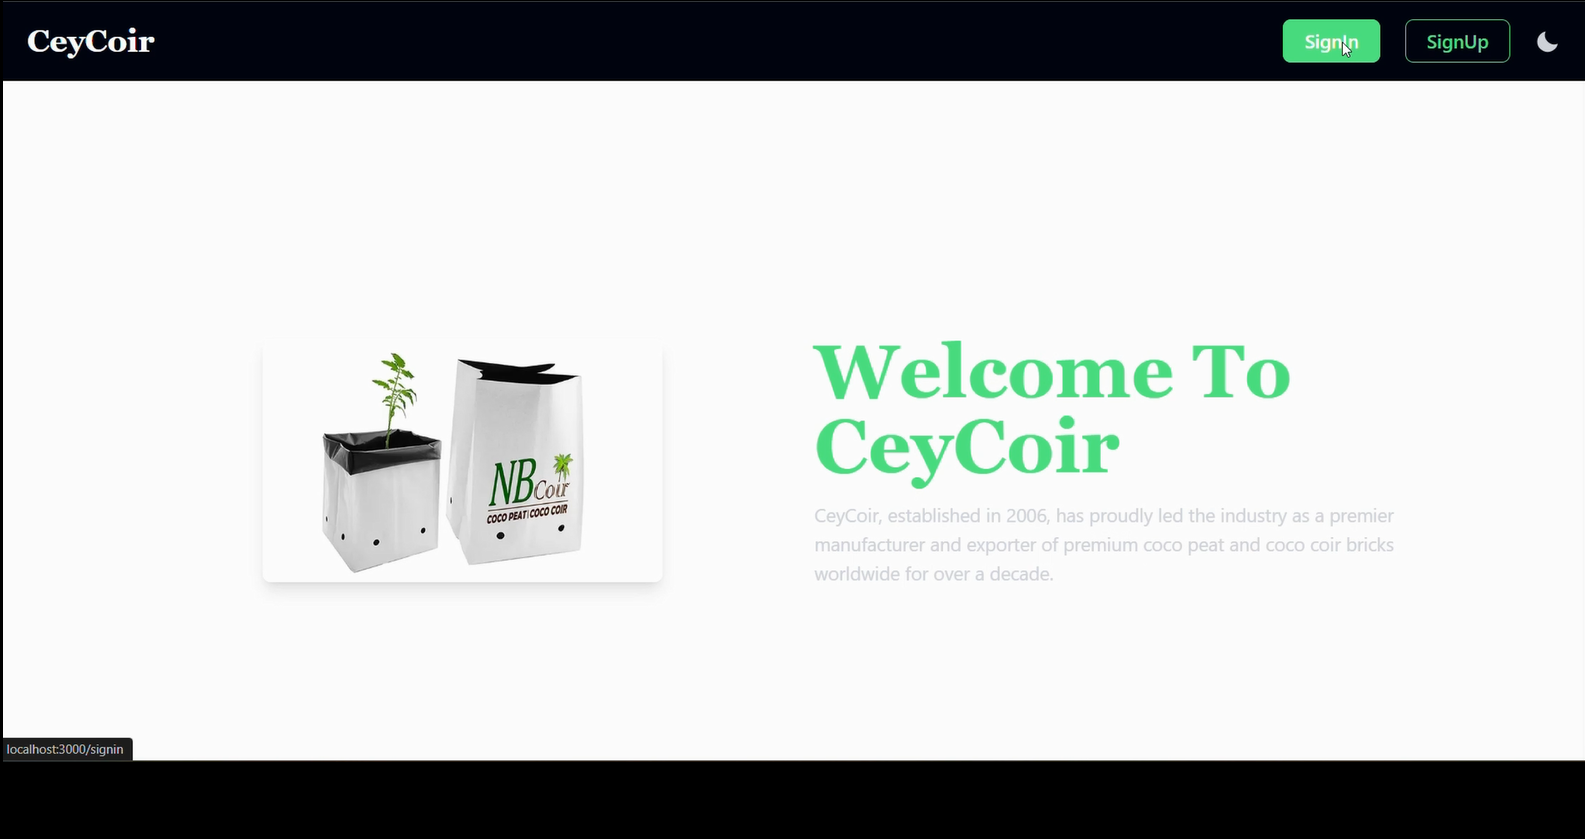 CeyCoir
SignIn
SignUp
Welcome To
CeyCoir
NB
Coir
COCO PEAT|COCO COIR
CeyCoir, established in 2006, has proudly led the industry as a premier
manufacturer and exporter of premium coco peat and coco coir bricks
worldwide for over a decade.
localhost:3000/signin